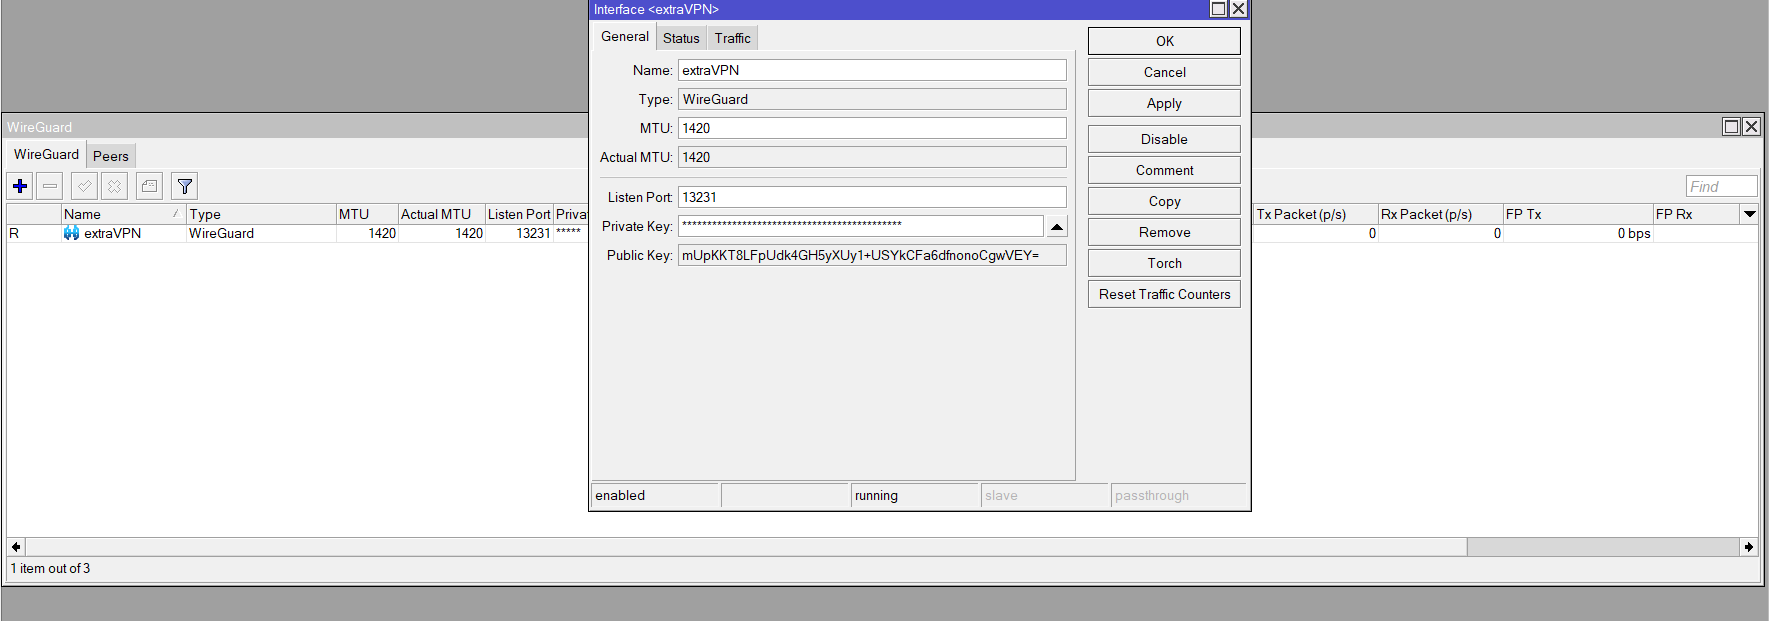 Interface <extraVPN>
General Status Traffic
Name: extraVPN
Type: WireGuard
MTU: 1420
Actual MTU: 1420
Listen Port: 13231
Private Key: *******************************************
Public Key: mUpKKT8LFpUdk4GH5yXUy1+USYkCFa6dfnonoCgwVEY=
OK
Cancel
Apply
Disable
Comment
Copy
Remove
Torch
Reset Traffic Counters
enabled running slave passthrough
WireGuard
WireGuard Peers
Find
Name Type MTU Actual MTU Listen Port Priva Tx Packet (p/s) Rx Packet (p/s) FP Tx FP Rx
R extraVPN WireGuard 1420 1420 13231 ***** 0 0 0 bps
1 item out of 3